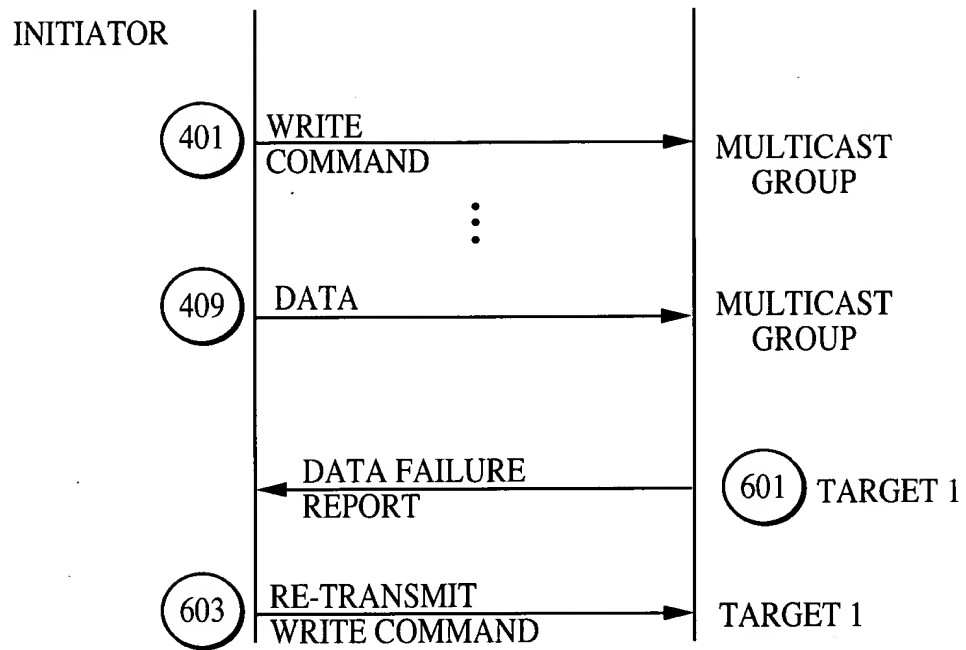 INITIATOR
401
WRITE
COMMAND
MULTICAST
GROUP
409
DATA
MULTICAST
GROUP
DATA FAILURE
REPORT
601
TARGET 1
603
RE-TRANSMIT
WRITE COMMAND
TARGET 1